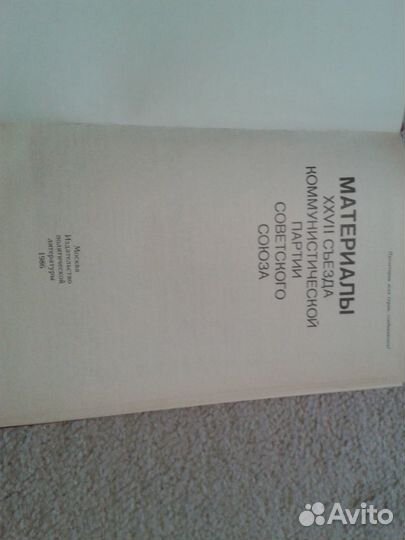 Пролетарии всех стран, соединяйтесь!
МАТЕРИАЛЫ
XXVII СЪЕЗДА
КОММУНИСТИЧЕСКОЙ
ПАРТИИ
СОВЕТСКОГО
СОЮЗА
Москва
Издательство
политической
литературы
1986
Avito